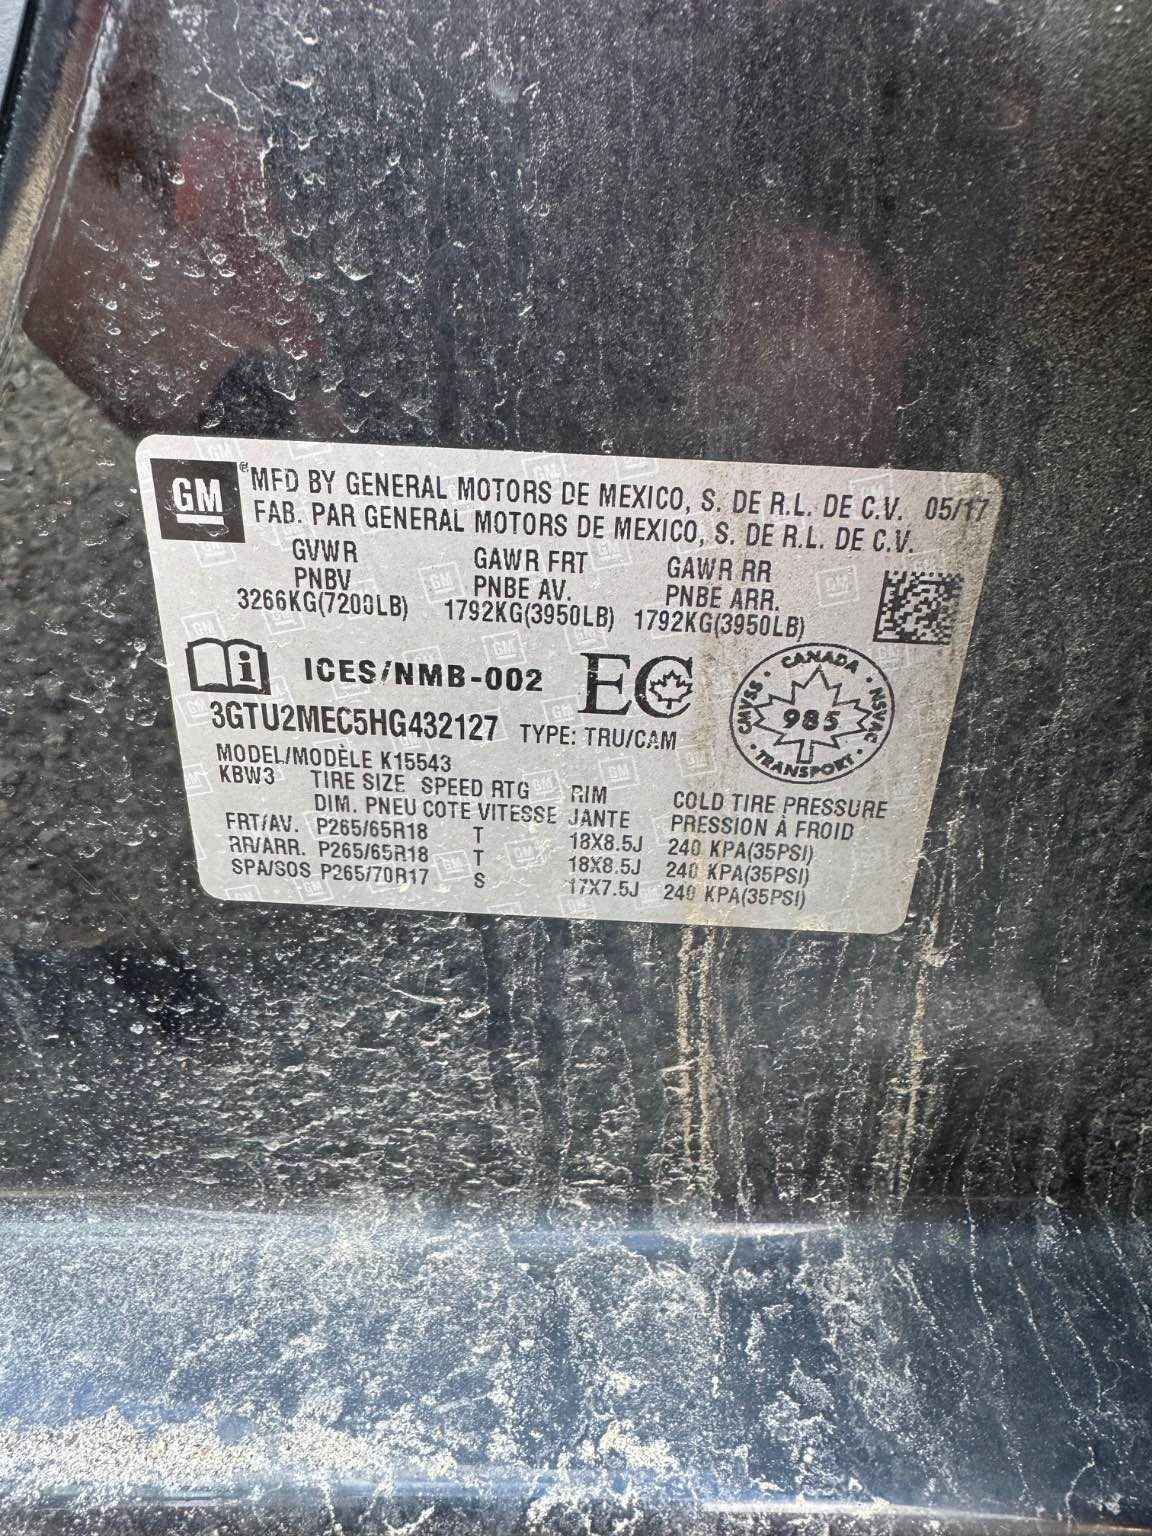 GM ® MFD BY GENERAL MOTORS DE MEXICO, S. DE R.L. DE C.V. 05/17
FAB. PAR GENERAL MOTORS DE MEXICO, S. DE R.L. DE C.V.
GVWR GAWR FRT GAWR RR
PNBV PNBE AV. PNBE ARR.
3266KG(7200LB) 1792KG(3950LB) 1792KG(3950LB)
i ICES/NMB-002 EC
CANADA
CMVSS 985 NSVAC
TRANSPORT
3GTU2MEC5HG432127 TYPE: TRU/CAM
MODEL/MODÈLE K15543
KBW3 TIRE SIZE SPEED RTG RIM COLD TIRE PRESSURE
DIM. PNEU COTE VITESSE JANTE PRESSION À FROID
FRT/AV. P265/65R18 T 18X8.5J 240 KPA(35PSI)
RR/ARR. P265/65R18 T 18X8.5J 240 KPA(35PSI)
SPA/SOS P265/70R17 S 17X7.5J 240 KPA(35PSI)